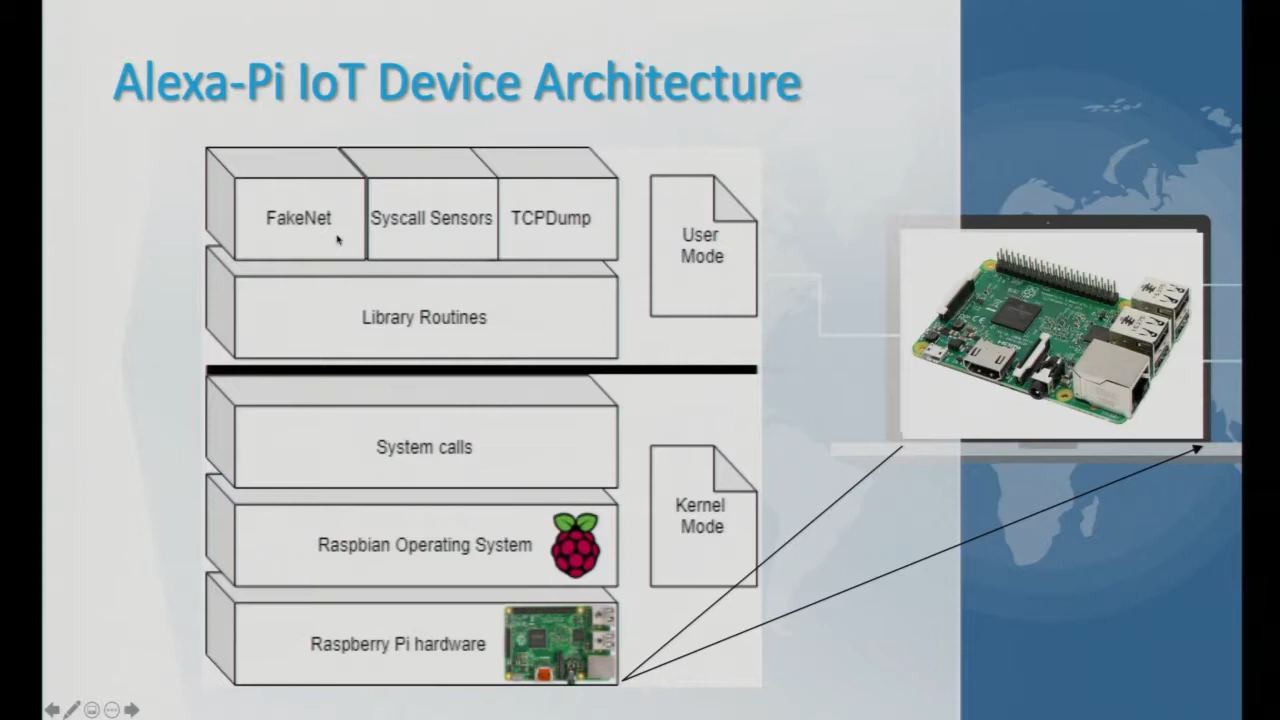 Alexa-Pi IoT Device Architecture
FakeNet
Syscall Sensors
TCPDump
User
Mode
Library Routines
System calls
Kernel
Mode
Raspbian Operating System
Raspberry Pi hardware
HDMI